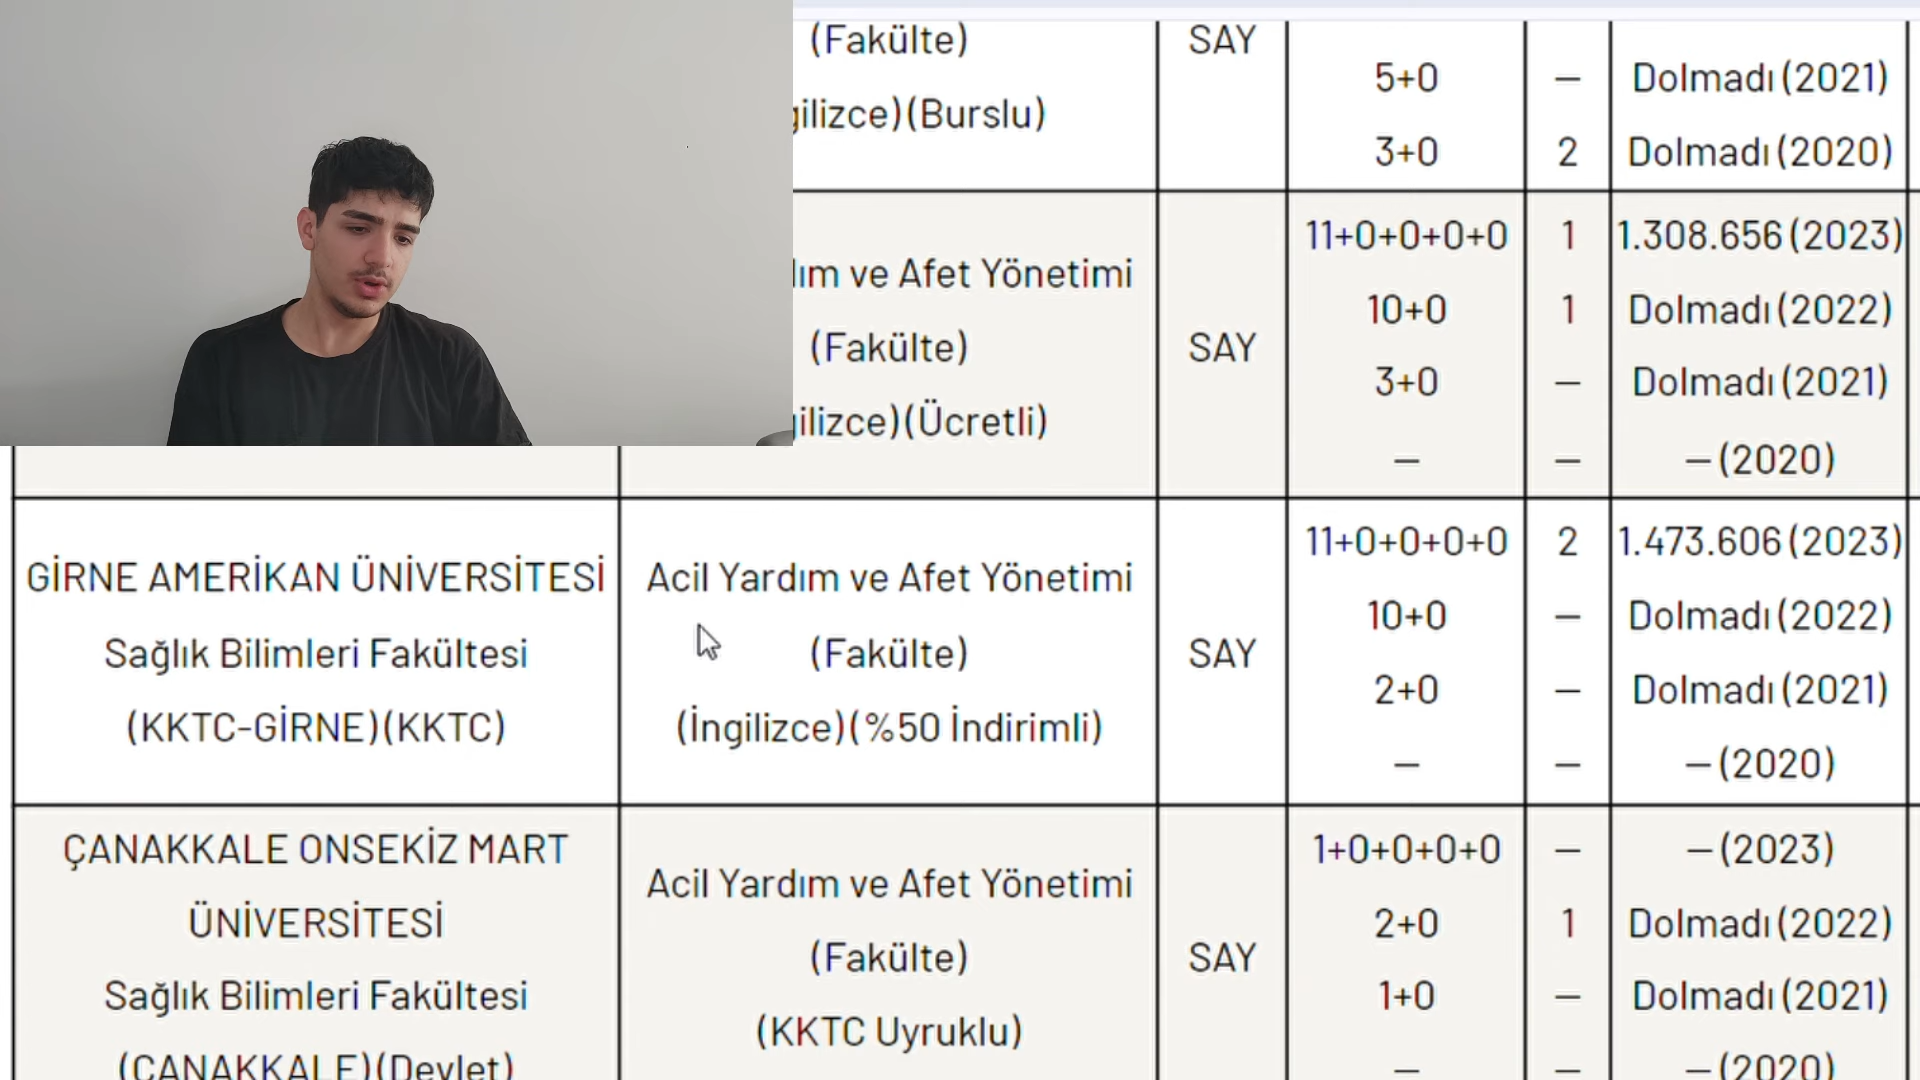 (Fakülte)
SAY
5+0
—
Dolmadı (2021)
gilizce) (Burslu)
3+0
2
Dolmadı (2020)
11+0+0+0+0
1
1.308.656 (2023)
ve Afet Yönetimi
10+0
1
Dolmadı (2022)
(Fakülte)
SAY
3+0
—
Dolmadı (2021)
gilizce) (Ücretli)
—
—
— (2020)
GİRNE AMERİKAN ÜNİVERSİTESİ
Sağlık Bilimleri Fakültesi
(KKTC-GİRNE) (KKTC)
Acil Yardım ve Afet Yönetimi
(Fakülte)
(İngilizce) (%50 İndirimli)
SAY
11+0+0+0+0
2
1.473.606 (2023)
10+0
—
Dolmadı (2022)
2+0
—
Dolmadı (2021)
—
—
— (2020)
ÇANAKKALE ONSEKİZ MART
ÜNİVERSİTESİ
Sağlık Bilimleri Fakültesi
(ÇANAKKALE) (Devlet)
Acil Yardım ve Afet Yönetimi
(Fakülte)
(KKTC Uyruklu)
SAY
1+0+0+0+0
—
— (2023)
2+0
1
Dolmadı (2022)
1+0
—
Dolmadı (2021)
—
—
— (2020)